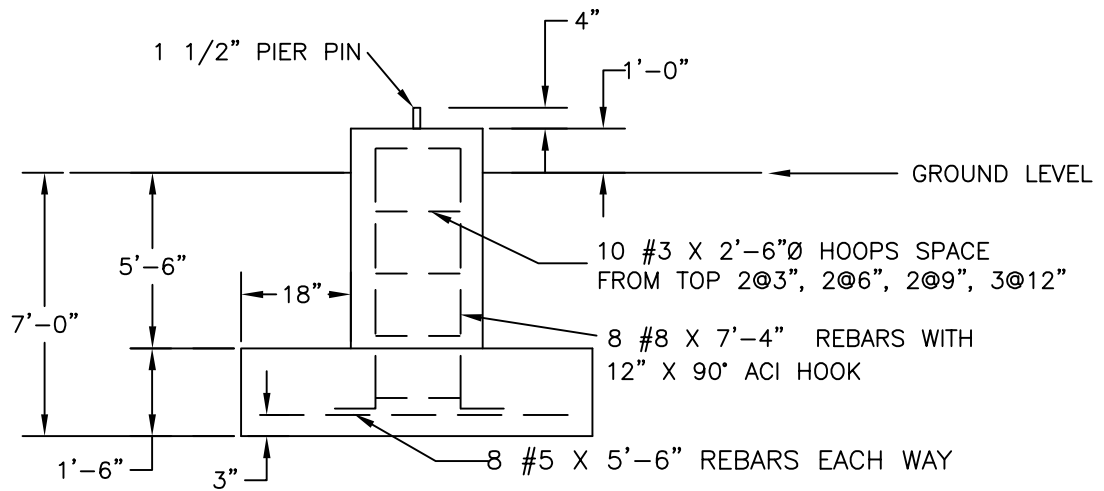 4”
1 1/2” PIER PIN
1’-0”
GROUND LEVEL
5’-6”
10 #3 X 2’-6”Ø HOOPS SPACE
FROM TOP 2@3”, 2@6”, 2@9”, 3@12”
18”
7’-0”
8 #8 X 7’-4” REBARS WITH
12” X 90° ACI HOOK
8 #5 X 5’-6” REBARS EACH WAY
1’-6”
3”